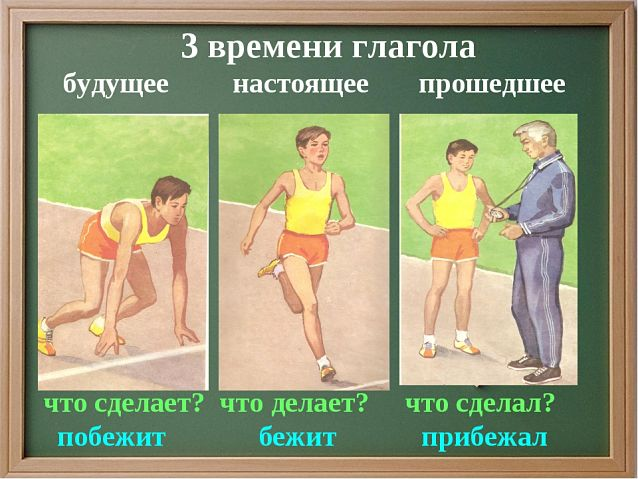 3 времени глагола
будущее настоящее прошедшее
что сделает? что делает? что сделал?
побежит бежит прибежал